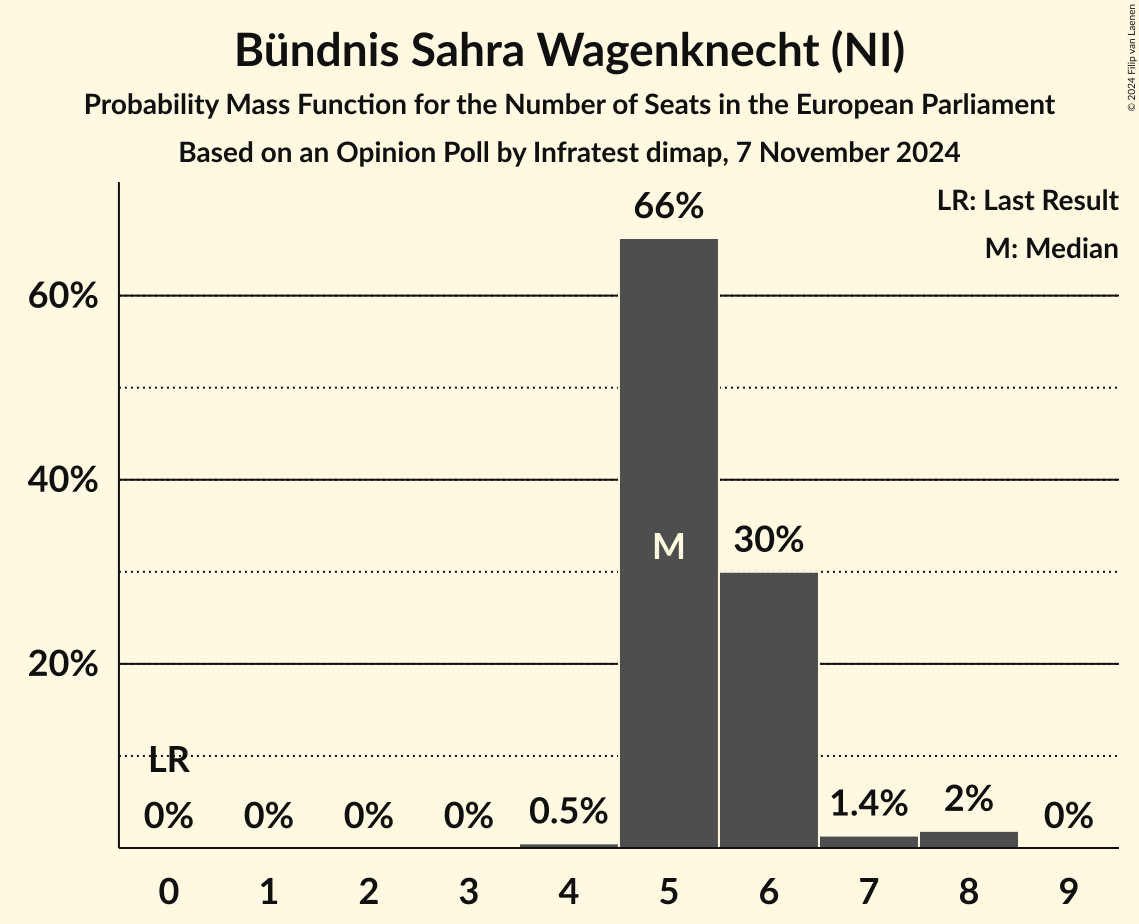 Bündnis Sahra Wagenknecht (NI)
Probability Mass Function for the Number of Seats in the European Parliament
Based on an Opinion Poll by Infratest dimap, 7 November 2024
© 2024 Filip van Laenen
LR: Last Result
M: Median
66%
60%
40%
30%
M
20%
LR
0% 0% 0% 0% 0.5% 1.4% 2% 0%
0 1 2 3 4 5 6 7 8 9